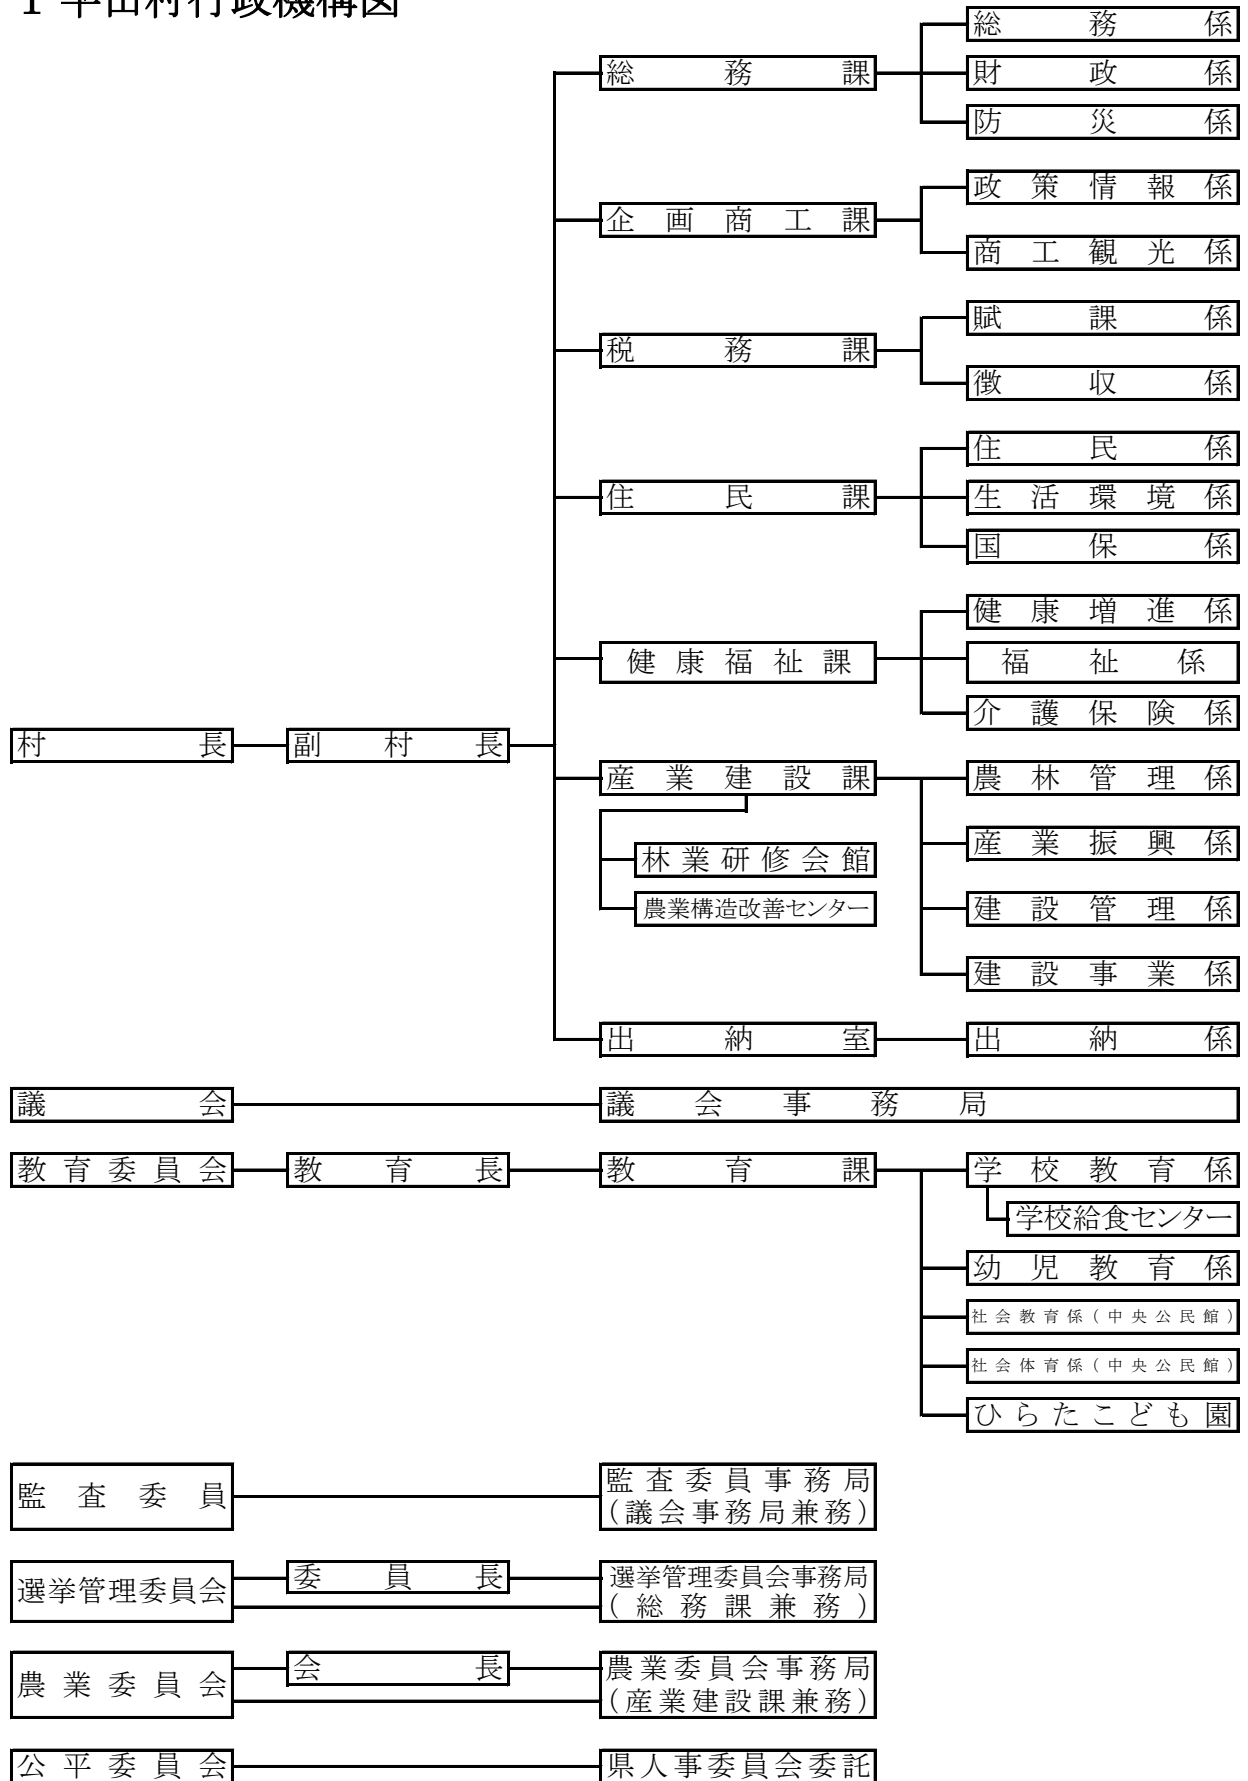 1 平田村行政機構図
総務係
総務課
財政係
防災係
政策情報係
企画商工課
商工観光係
賦課係
税務課
徴収係
住民係
住民課
生活環境係
国保係
健康増進係
健康福祉課
福祉係
介護保険係
村長
副村長
産業建設課
農林管理係
林業研修会館
産業振興係
農業構造改善センター
建設管理係
建設事業係
出納室
出納係
議会
議会事務局
教育委員会
教育長
教育課
学校教育係
学校給食センター
幼児教育係
社会教育係(中央公民館)
社会体育係(中央公民館)
ひらたこども園
監査委員
監査委員事務局
(議会事務局兼務)
選挙管理委員会
委員長
選挙管理委員会事務局
(総務課兼務)
農業委員会
会長
農業委員会事務局
(産業建設課兼務)
公平委員会
県人事委員会委託